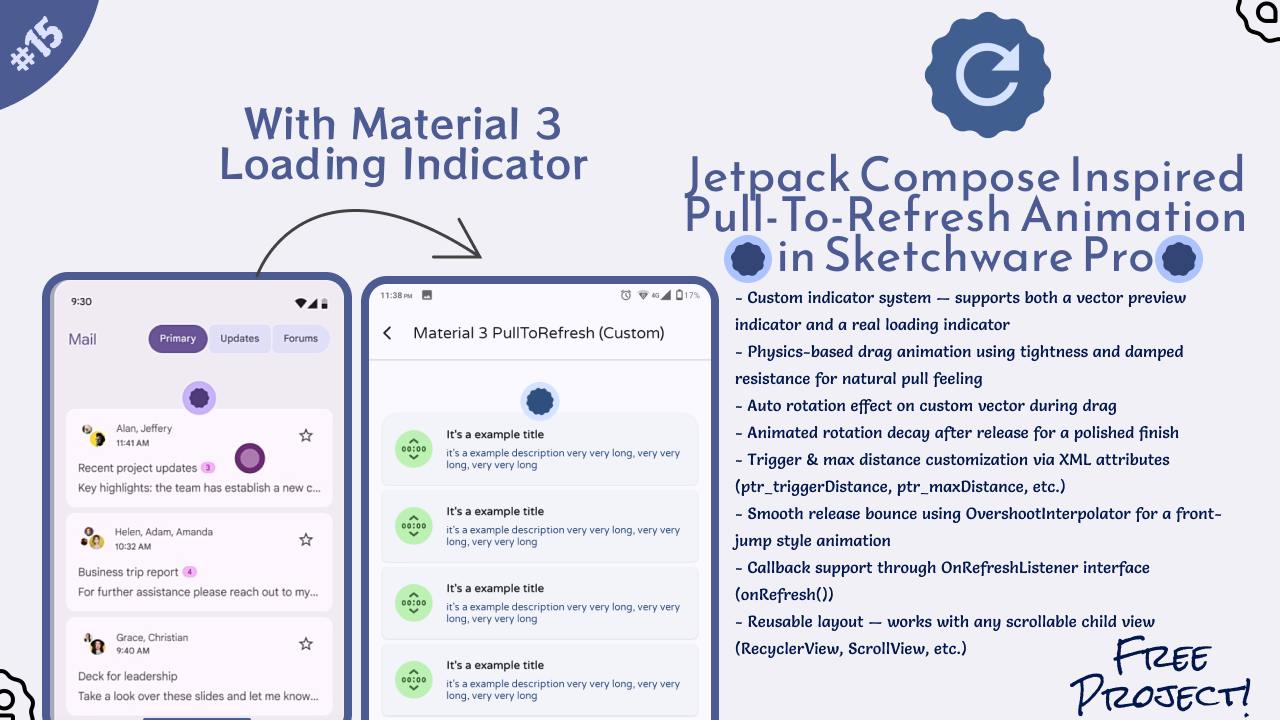 #15
With Material 3
Loading Indicator
Jetpack Compose Inspired
Pull-To-Refresh Animation
in Sketchware Pro
- Custom indicator system — supports both a vector preview
indicator and a real loading indicator
- Physics-based drag animation using tightness and damped
resistance for natural pull feeling
- Auto rotation effect on custom vector during drag
- Animated rotation decay after release for a polished finish
- Trigger & max distance customization via XML attributes
(ptr_triggerDistance, ptr_maxDistance, etc.)
- Smooth release bounce using OvershootInterpolator for a front-
jump style animation
- Callback support through OnRefreshListener interface
(onRefresh())
- Reusable layout — works with any scrollable child view
(RecyclerView, ScrollView, etc.)
Free
Project!
9:30
Mail
Primary
Updates
Forums
Alan, Jeffery
11:41 AM
Recent project updates 3
Key highlights: the team has establish a new c...
Helen, Adam, Amanda
10:32 AM
Business trip report 4
For further assistance please reach out to my...
Grace, Christian
9:40 AM
Deck for leadership
Take a look over these slides and let me know...
11:38 PM
4G
17%
Material 3 PullToRefresh (Custom)
00:00
It's a example title
it's a example description very very long, very very
long, very very long
00:00
It's a example title
it's a example description very very long, very very
long, very very long
00:00
It's a example title
it's a example description very very long, very very
long, very very long
00:00
It's a example title
it's a example description very very long, very very
long, very very long